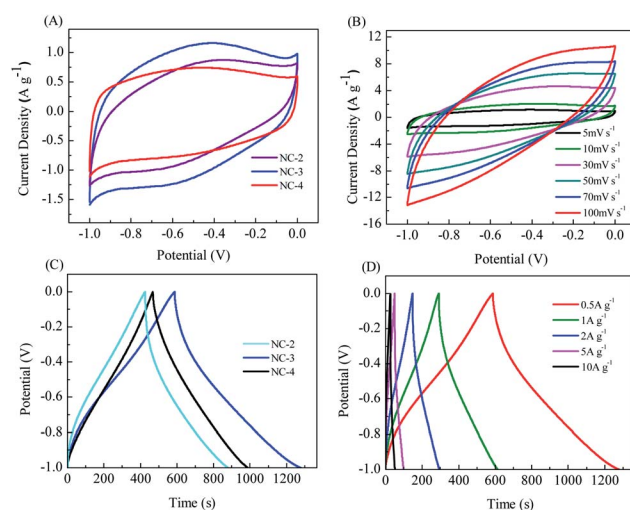 (A)
Current Density (A g⁻¹)
1.5
1.0
0.5
0.0
-0.5
-1.0
-1.5
NC-2
NC-3
NC-4
-1.0 -0.8 -0.6 -0.4 -0.2 0.0
Potential (V)
(B)
Current Density (A g⁻¹)
12
8
4
0
-4
-8
-12
-16
5mV s⁻¹
10mV s⁻¹
30mV s⁻¹
50mV s⁻¹
70mV s⁻¹
100mV s⁻¹
-1.0 -0.8 -0.6 -0.4 -0.2 0.0
Potential (V)
(C)
Potential (V)
0.0
-0.2
-0.4
-0.6
-0.8
-1.0
NC-2
NC-3
NC-4
0 200 400 600 800 1000 1200
Time (s)
(D)
Potential (V)
0.0
-0.2
-0.4
-0.6
-0.8
-1.0
0.5A g⁻¹
1A g⁻¹
2A g⁻¹
5A g⁻¹
10A g⁻¹
0 200 400 600 800 1000 1200
Time (s)